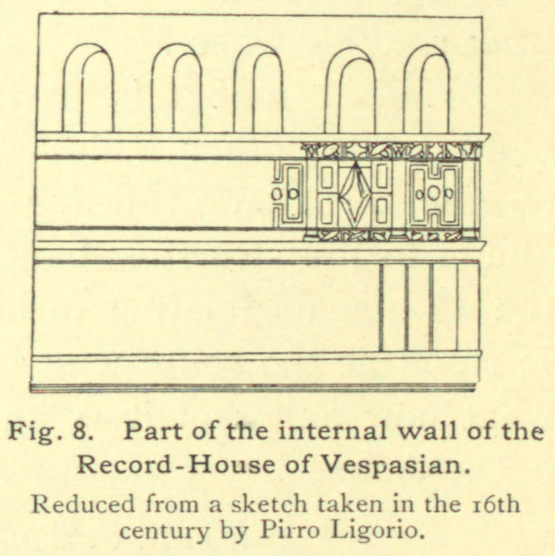 Fig. 8. Part of the internal wall of the
Record-House of Vespasian.
Reduced from a sketch taken in the 16th
century by Pirro Ligorio.